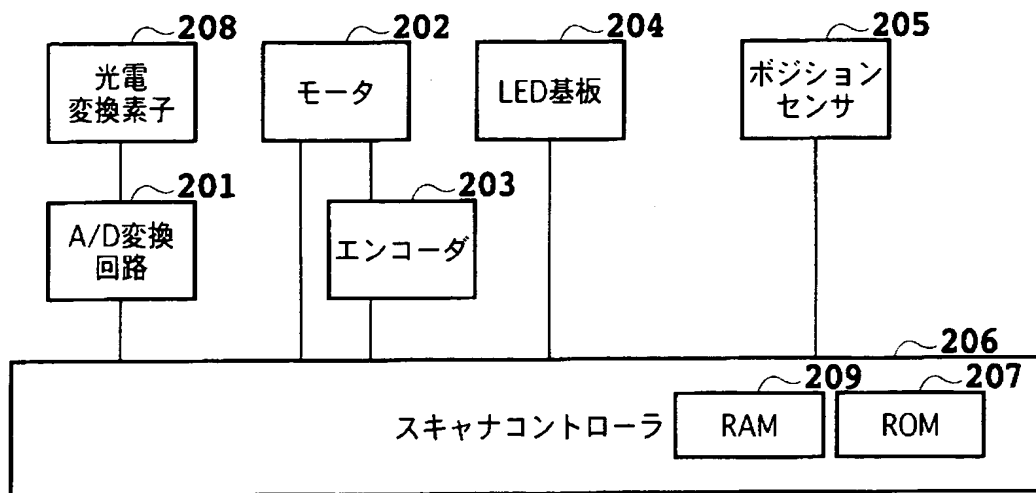 208
光電
変換素子
202
モータ
204
LED基板
205
ポジション
センサ
201
A/D変換
回路
203
エンコーダ
206
スキャナコントローラ
209
RAM
207
ROM